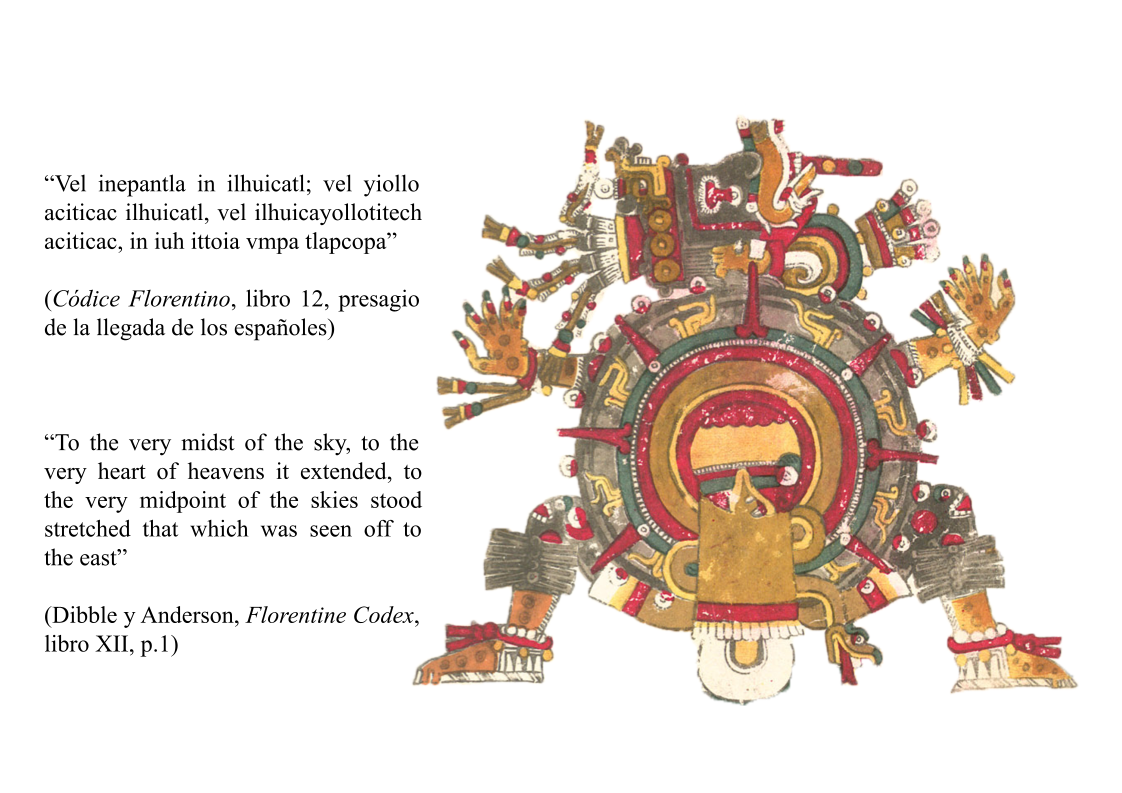 “Vel inepantla in ilhuicatl; vel yiollo
aciticac ilhuicatl, vel ilhuicayollotitech
aciticac, in iuh ittoia vmpa tlapcopa”
(Códice Florentino, libro 12, presagio
de la llegada de los españoles)
“To the very midst of the sky, to the
very heart of heavens it extended, to
the very midpoint of the skies stood
stretched that which was seen off to
the east”
(Dibble y Anderson, Florentine Codex,
libro XII, p.1)